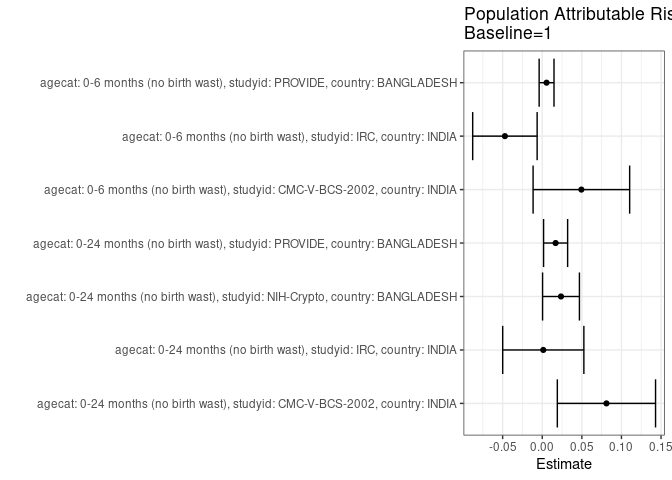 Population Attributable Ris
Baseline=1
agecat: 0-6 months (no birth wast), studyid: PROVIDE, country: BANGLADESH
agecat: 0-6 months (no birth wast), studyid: IRC, country: INDIA
agecat: 0-6 months (no birth wast), studyid: CMC-V-BCS-2002, country: INDIA
agecat: 0-24 months (no birth wast), studyid: PROVIDE, country: BANGLADESH
agecat: 0-24 months (no birth wast), studyid: NIH-Crypto, country: BANGLADESH
agecat: 0-24 months (no birth wast), studyid: IRC, country: INDIA
agecat: 0-24 months (no birth wast), studyid: CMC-V-BCS-2002, country: INDIA
-0.05 0.00 0.05 0.10 0.15
Estimate